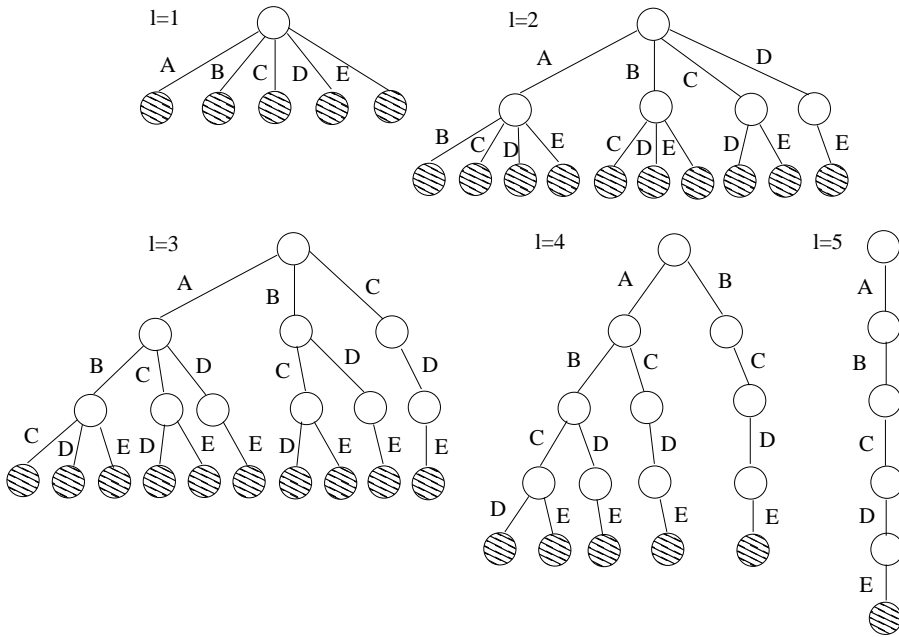 l=1
A B C D E
l=2
A B C D
B C D E C D E D E E
l=3
A B C
B C D C D D
C D E D E E D E E E
l=4
A B
B C C
C D D D
D E E E E
l=5
A
B
C
D
E